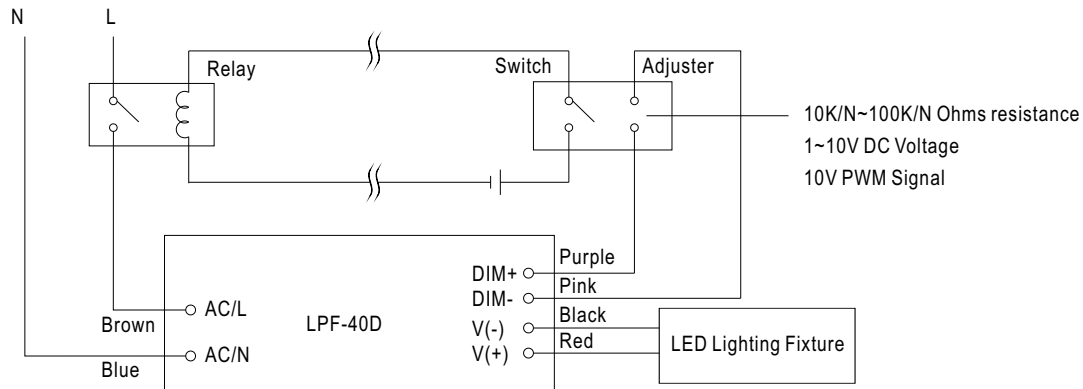 N L
Relay
Switch Adjuster
10K/N~100K/N Ohms resistance
1~10V DC Voltage
10V PWM Signal
Purple
DIM+
Pink
DIM-
Black
AC/L
LPF-40D
Brown
V(-)
Red
LED Lighting Fixture
AC/N
V(+)
Blue